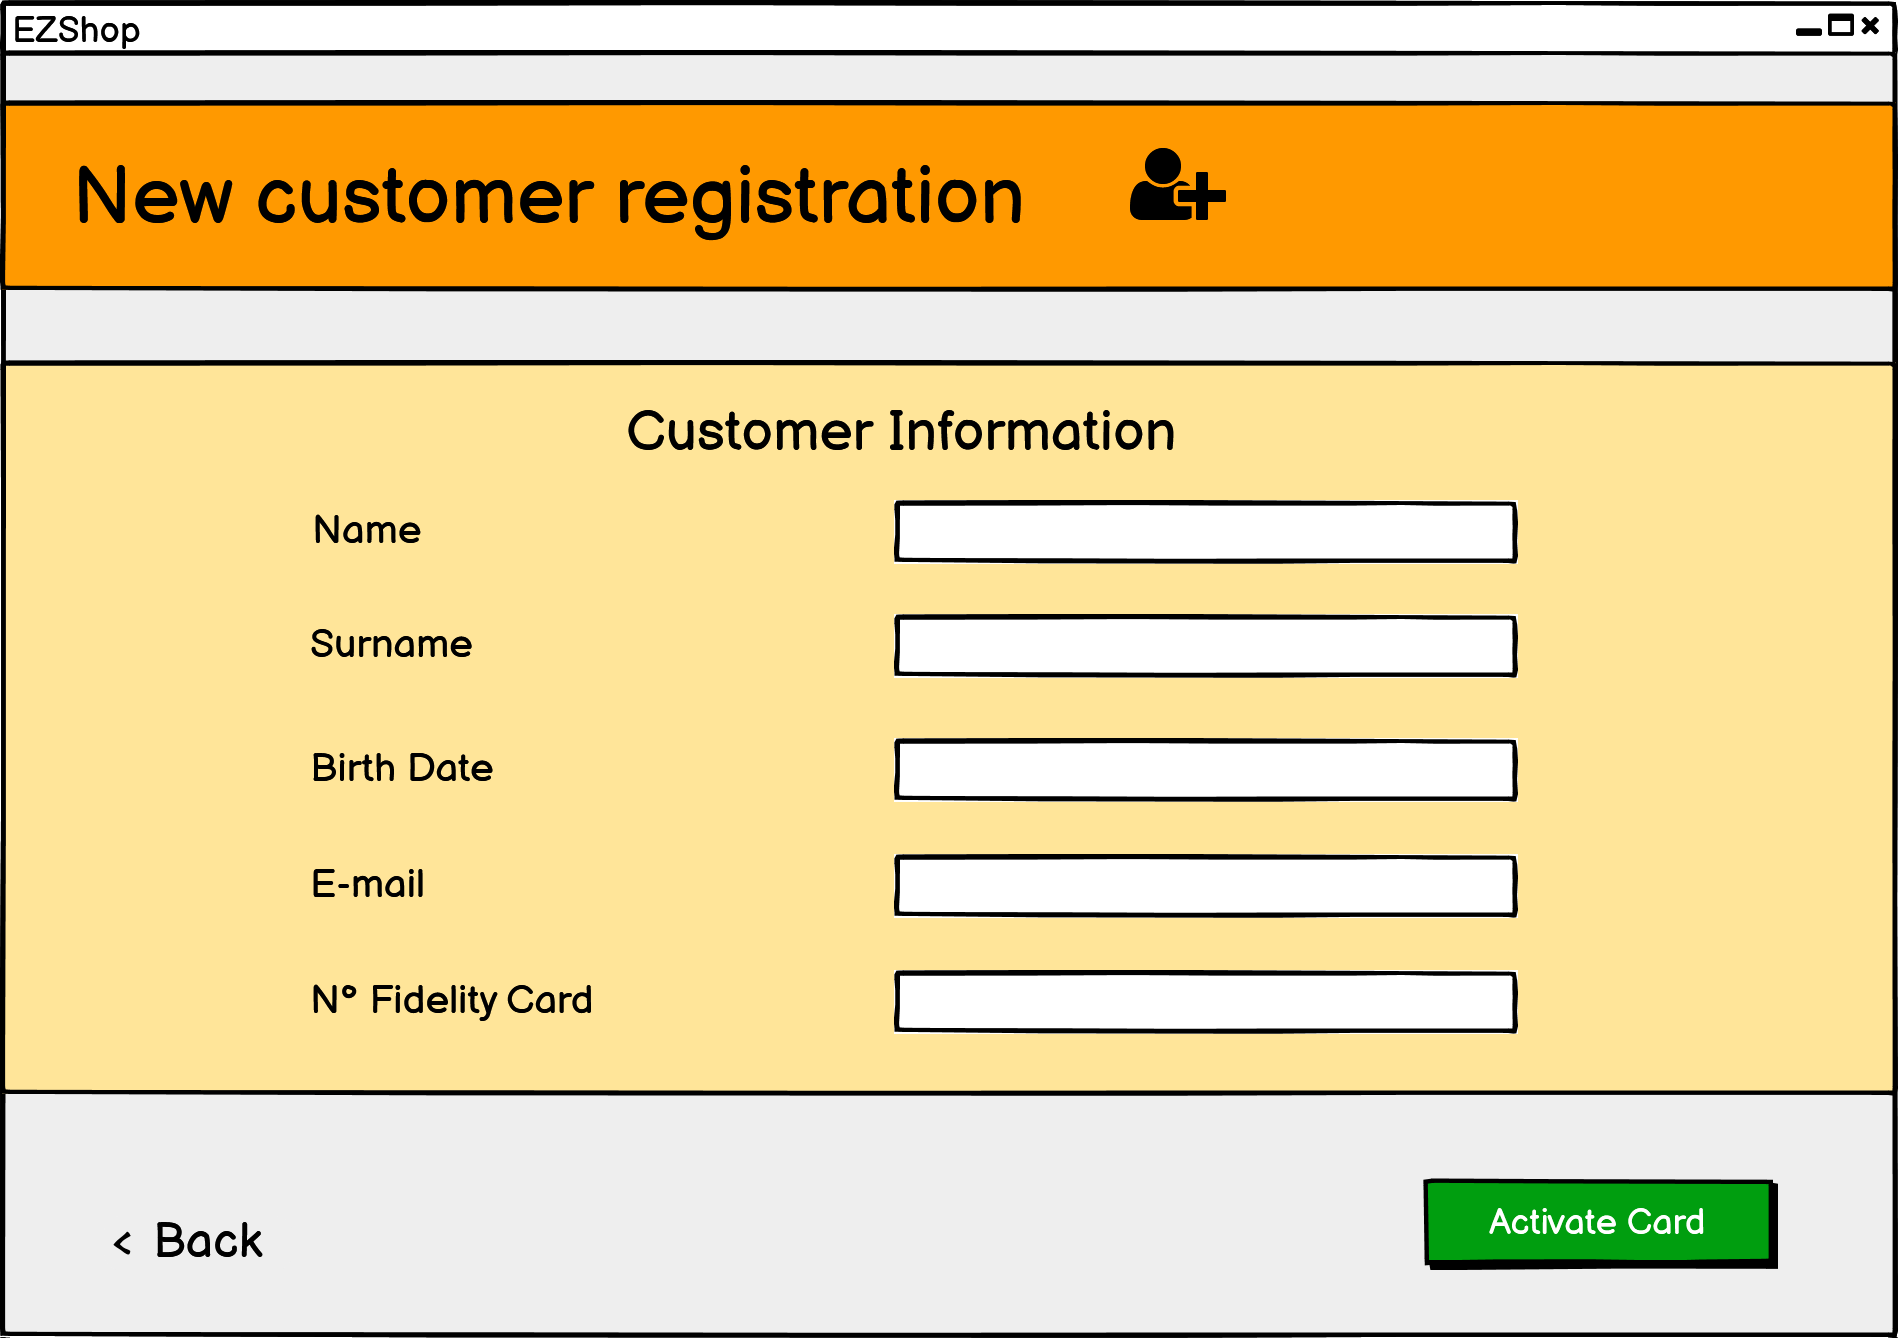 EZShop
New customer registration
Customer Information
Name
Surname
Birth Date
E-mail
N° Fidelity Card
< Back
Activate Card